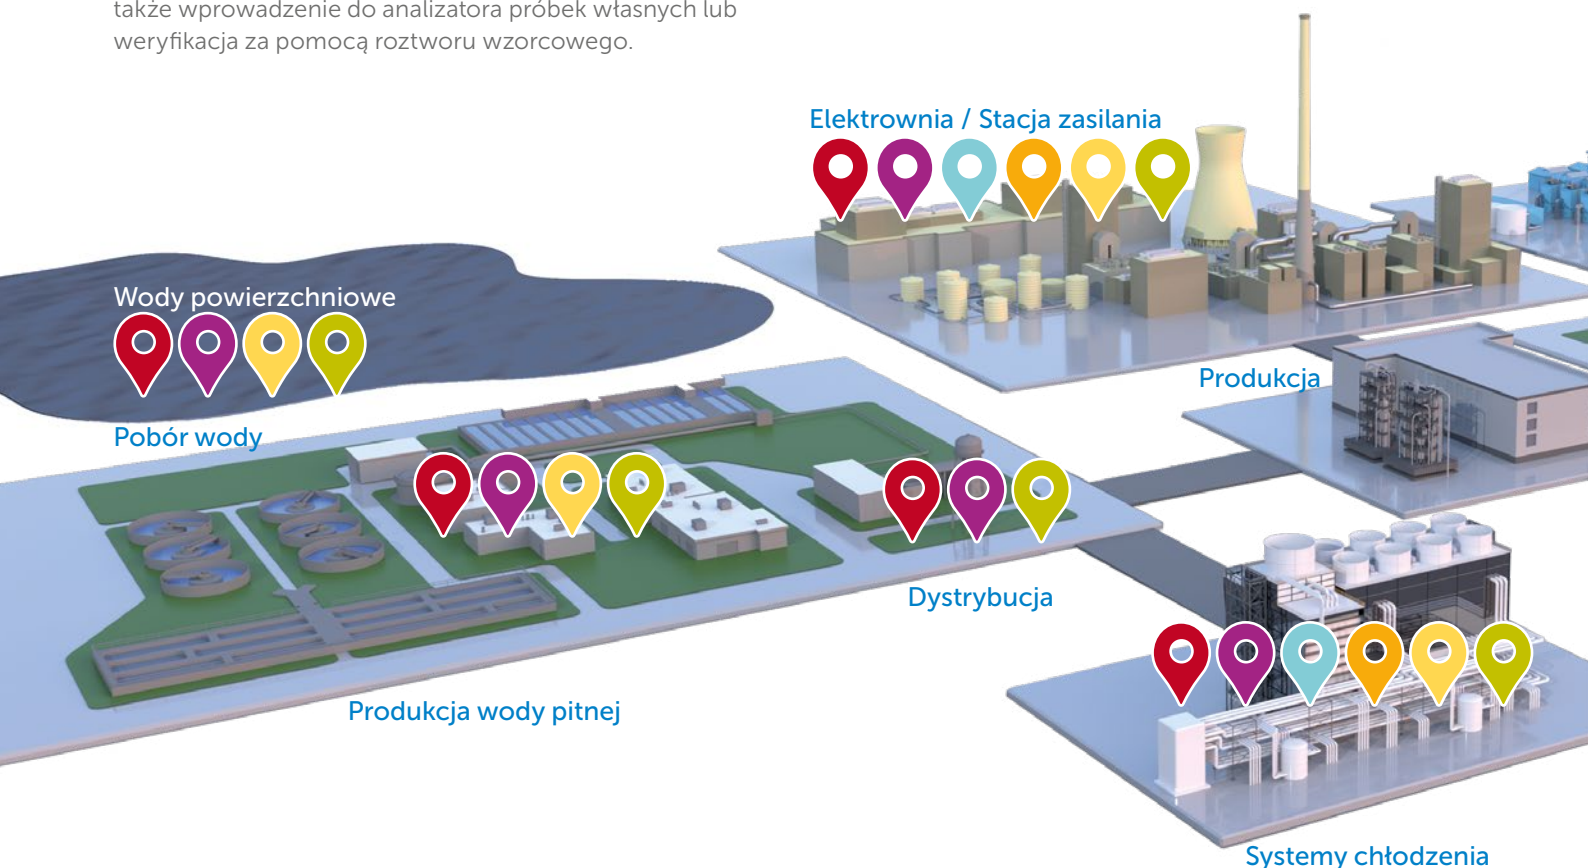 także wprowadzenie do analizatora próbek własnych lub
weryfikacja za pomocą roztworu wzorcowego.
Elektrownia / Stacja zasilania
Wody powierzchniowe
Produkcja
Pobór wody
Dystrybucja
Produkcja wody pitnej
Systemy chłodzenia